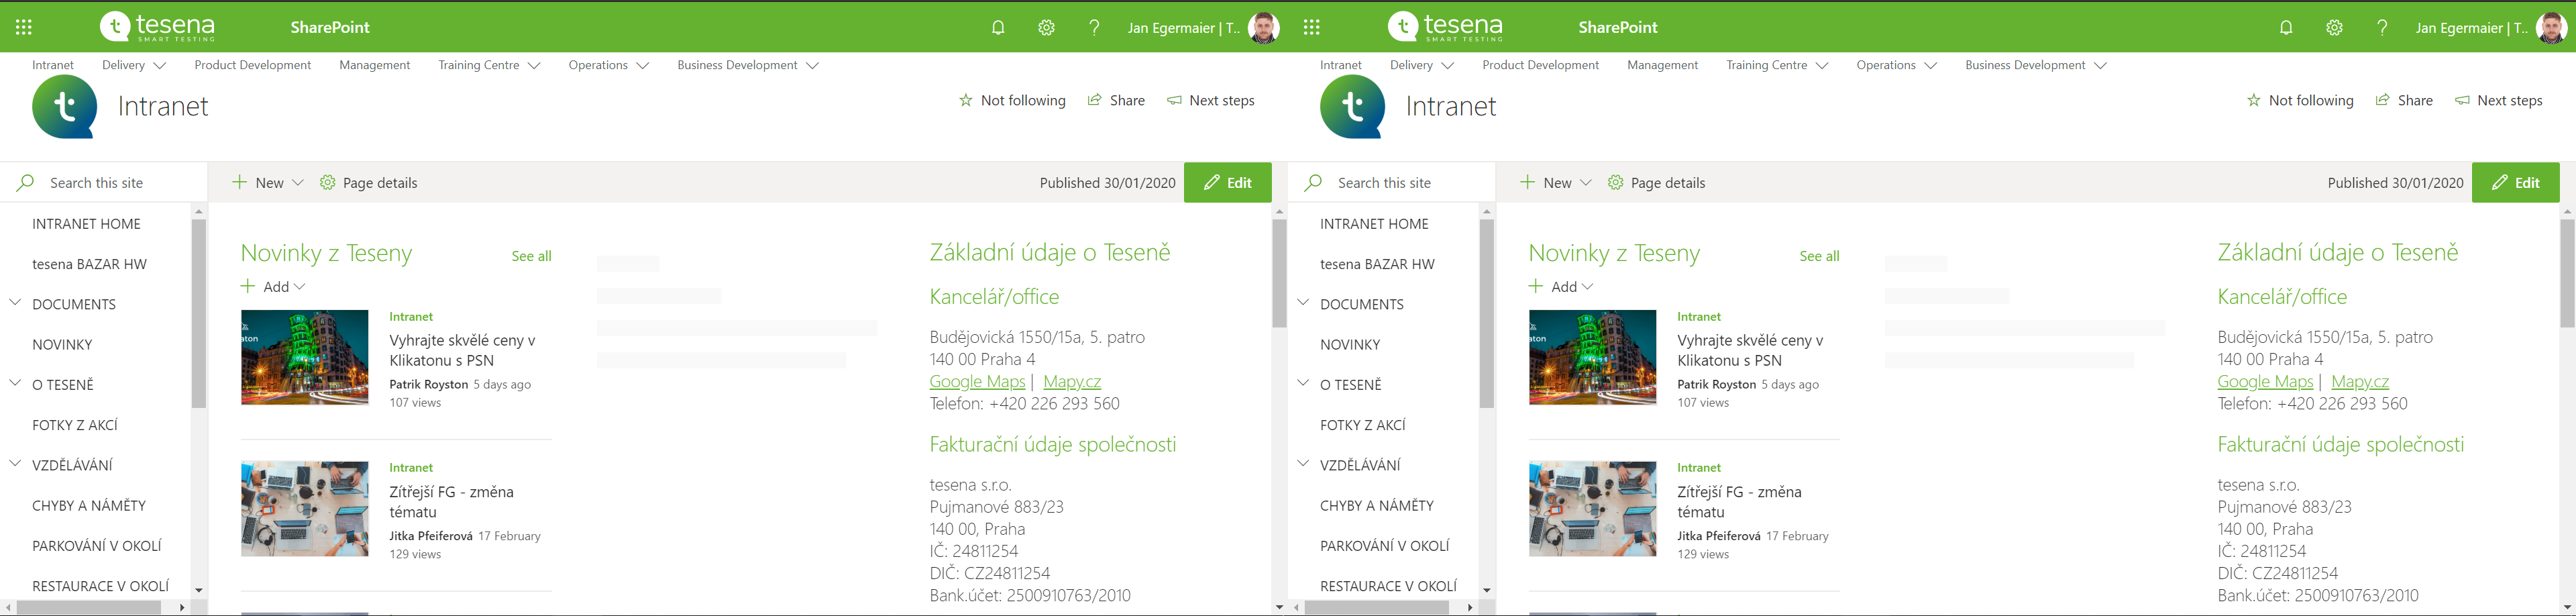 tesena
SMART TESTING
SharePoint
Jan Egermaier | T..
Intranet
Delivery
Product Development
Management
Training Centre
Operations
Business Development
Intranet
Not following
Share
Next steps
Search this site
New
Page details
Published 30/01/2020
Edit
INTRANET HOME
tesena BAZAR HW
DOCUMENTS
NOVINKY
O TESENĚ
FOTKY Z AKCÍ
VZDĚLÁVÁNÍ
CHYBY A NÁMĚTY
PARKOVÁNÍ V OKOLÍ
RESTAURACE V OKOLÍ
Novinky z Teseny
See all
Add
aton
Intranet
Vyhrajte skvělé ceny v
Klikatonu s PSN
Patrik Royston 5 days ago
107 views
Intranet
Zítřejší FG - změna
tématu
Jitka Pfeiferová 17 February
129 views
Základní údaje o Teseně
Kancelář/office
Budějovická 1550/15a, 5. patro
140 00 Praha 4
Google Maps | Mapy.cz
Telefon: +420 226 293 560
Fakturační údaje společnosti
tesena s.r.o.
Pujmanové 883/23
140 00, Praha
IČ: 24811254
DIČ: CZ24811254
Bank.účet: 2500910763/2010
tesena
SMART TESTING
SharePoint
Jan Egermaier | T..
Intranet
Delivery
Product Development
Management
Training Centre
Operations
Business Development
Intranet
Not following
Share
Next steps
Search this site
New
Page details
Published 30/01/2020
Edit
INTRANET HOME
tesena BAZAR HW
DOCUMENTS
NOVINKY
O TESENĚ
FOTKY Z AKCÍ
VZDĚLÁVÁNÍ
CHYBY A NÁMĚTY
PARKOVÁNÍ V OKOLÍ
RESTAURACE V OKOLÍ
Novinky z Teseny
See all
Add
aton
Intranet
Vyhrajte skvělé ceny v
Klikatonu s PSN
Patrik Royston 5 days ago
107 views
Intranet
Zítřejší FG - změna
tématu
Jitka Pfeiferová 17 February
129 views
Základní údaje o Teseně
Kancelář/office
Budějovická 1550/15a, 5. patro
140 00 Praha 4
Google Maps | Mapy.cz
Telefon: +420 226 293 560
Fakturační údaje společnosti
tesena s.r.o.
Pujmanové 883/23
140 00, Praha
IČ: 24811254
DIČ: CZ24811254
Bank.účet: 2500910763/2010